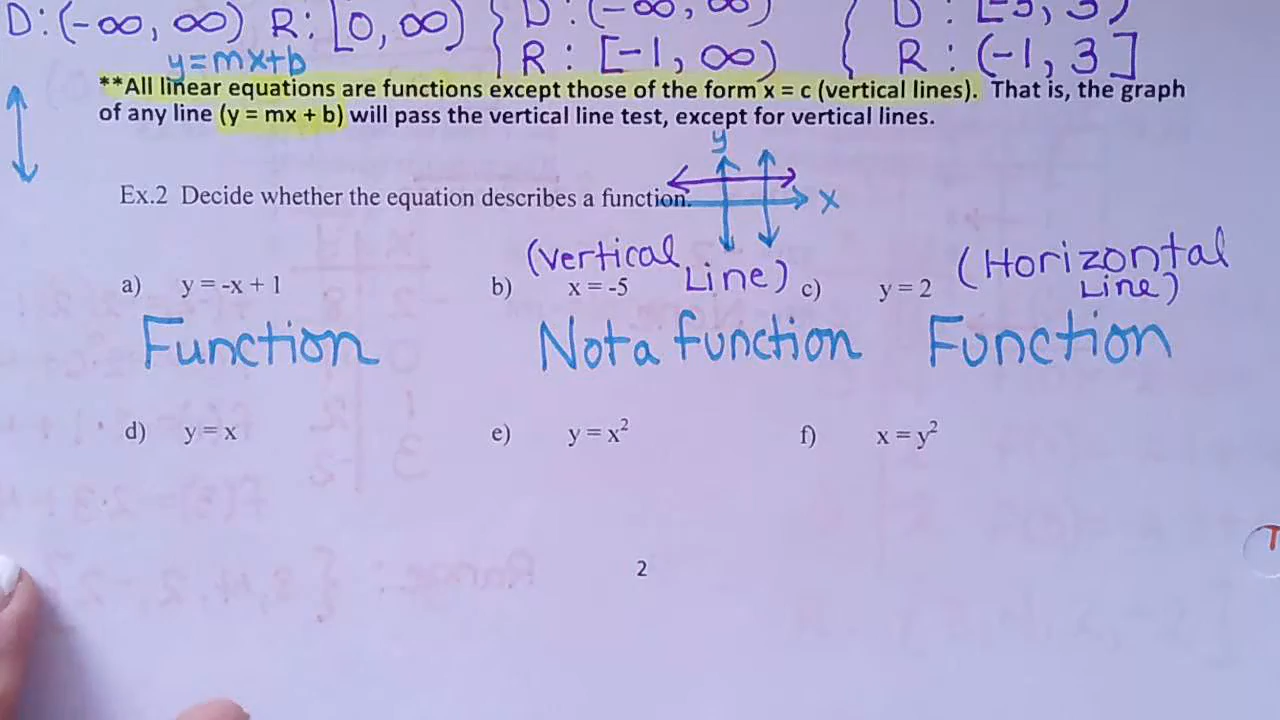 D: (-∞, ∞) R: [0, ∞) { D: (-∞, ∞) { D: [-3, 3)
y=mx+b { R: [-1, ∞) { R: (-1, 3]
**All linear equations are functions except those of the form x = c (vertical lines). That is, the graph
of any line (y = mx + b) will pass the vertical line test, except for vertical lines.
y
Ex.2 Decide whether the equation describes a function. x
(vertical Line) (Horizontal Line)
a) y = -x + 1 b) x = -5 c) y = 2
Function Not a function Function
d) y = x e) y = x² f) x = y²
2